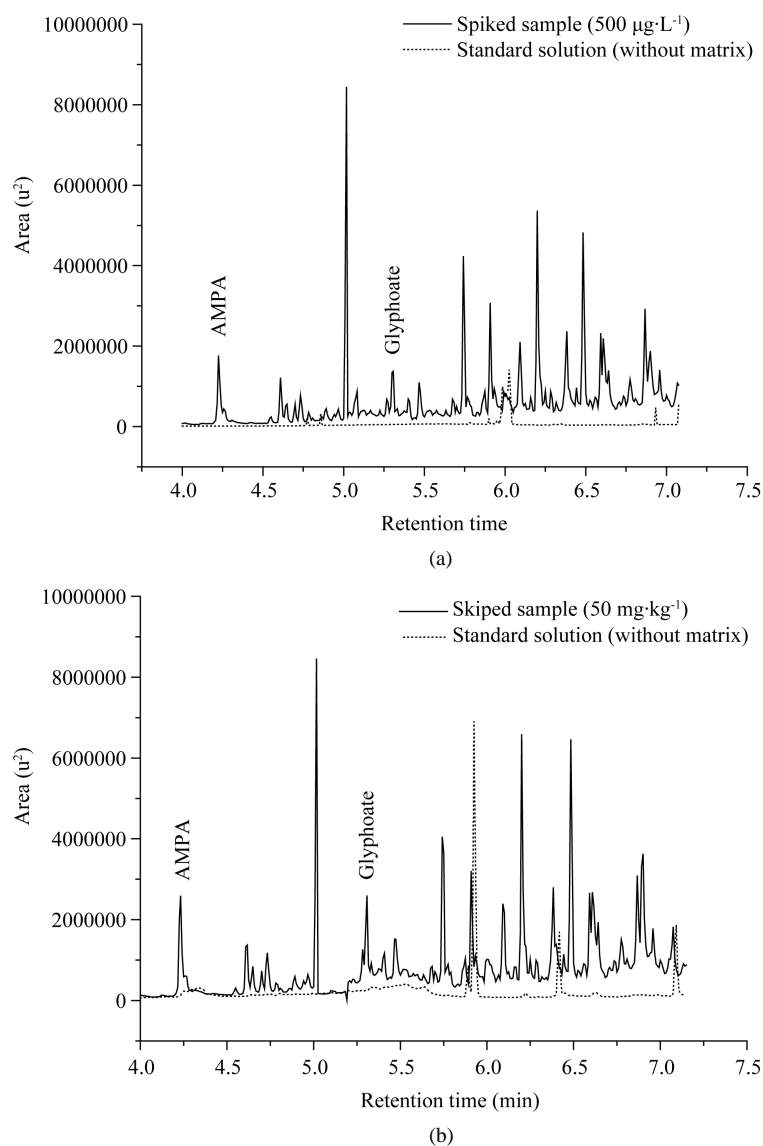 10000000
Spiked sample (500 μg·L⁻¹)
Standard solution (without matrix)
8000000
6000000
Area (u²)
4000000
AMPA
Glyphoate
2000000
0
4.0 4.5 5.0 5.5 6.0 6.5 7.0 7.5
Retention time
(a)
10000000
Skiped sample (50 mg·kg⁻¹)
Standard solution (without matrix)
8000000
6000000
Area (u²)
4000000
AMPA
Glyphoate
2000000
0
4.0 4.5 5.0 5.5 6.0 6.5 7.0
Retention time (min)
(b)